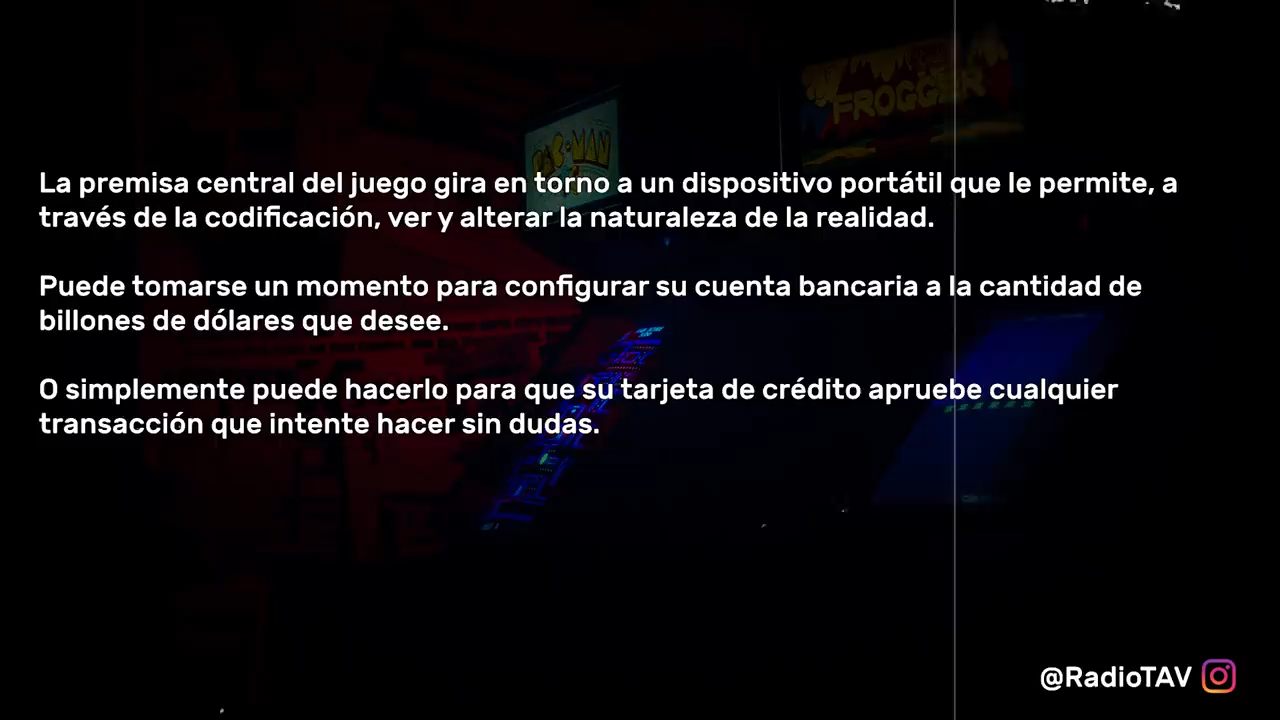 PAC-MAN
FROGGER
La premisa central del juego gira en torno a un dispositivo portátil que le permite, a
través de la codificación, ver y alterar la naturaleza de la realidad.
Puede tomarse un momento para configurar su cuenta bancaria a la cantidad de
billones de dólares que desee.
O simplemente puede hacerlo para que su tarjeta de crédito apruebe cualquier
transacción que intente hacer sin dudas.
@RadioTAV